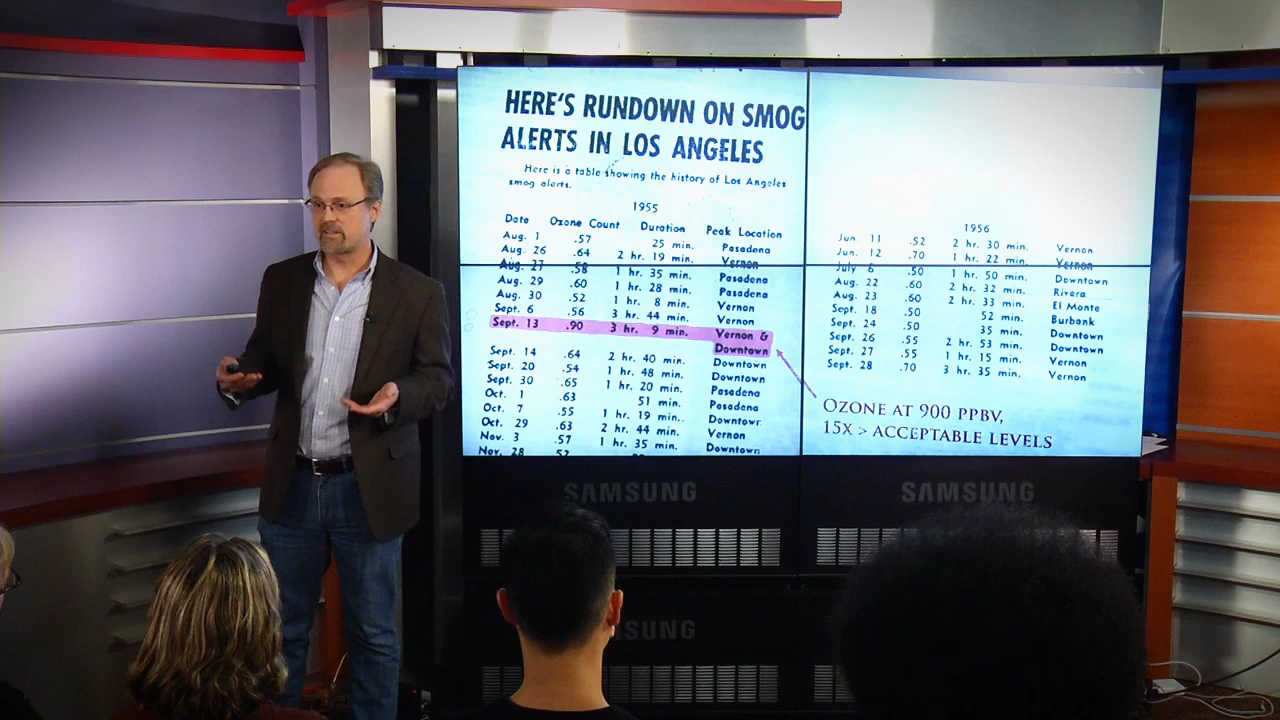 HERE'S RUNDOWN ON SMOG
ALERTS IN LOS ANGELES
Here is a table showing the history of Los Angeles
smog alerts.
1955
Date Ozone Count Duration Peak Location
Aug. 1 .57 25 min. Pasadena
Aug. 26 .64 2 hr. 19 min. Vernon
Aug. 27 .58 1 hr. 35 min. Pasadena
Aug. 29 .60 1 hr. 28 min. Pasadena
Aug. 30 .52 1 hr. 8 min. Vernon
Sept. 6 .56 3 hr. 44 min. Vernon
Sept. 13 .90 3 hr. 9 min. Vernon &
Downtown
Sept. 14 .64 2 hr. 40 min. Downtown
Sept. 20 .54 1 hr. 48 min. Downtown
Sept. 30 .65 1 hr. 20 min. Pasadena
Oct. 1 .63 51 min. Pasadena
Oct. 7 .55 1 hr. 19 min. Downtown
Oct. 29 .63 2 hr. 44 min. Vernon
Nov. 3 .57 1 hr. 35 min. Downtown
Nov. 28
1956
Jun. 11 .52 2 hr. 30 min. Vernon
Jun. 12 .70 1 hr. 22 min. Vernon
July 6 .50 1 hr. 50 min. Downtown
Aug. 22 .60 2 hr. 32 min. Rivera
Aug. 23 .60 2 hr. 33 min. El Monte
Sept. 18 .50 52 min. Burbank
Sept. 24 .50 35 min. Downtown
Sept. 26 .55 2 hr. 53 min. Downtown
Sept. 27 .55 1 hr. 15 min. Vernon
Sept. 28 .70 3 hr. 35 min. Vernon
OZONE AT 900 PPBV,
15X > ACCEPTABLE LEVELS
SAMSUNG SAMSUNG
SUNG